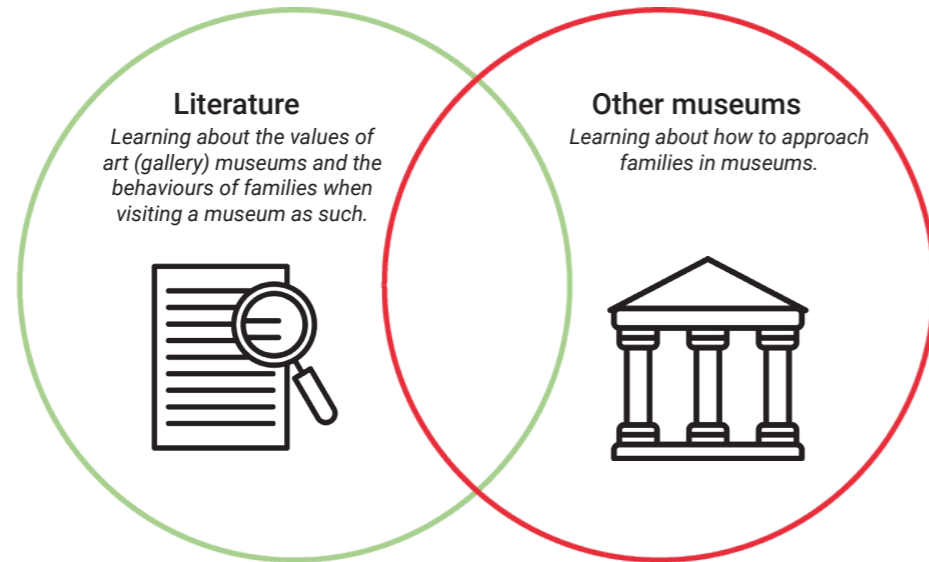 Literature
Learning about the values of
art (gallery) museums and the
behaviours of families when
visiting a museum as such.
Other museums
Learning about how to approach
families in museums.